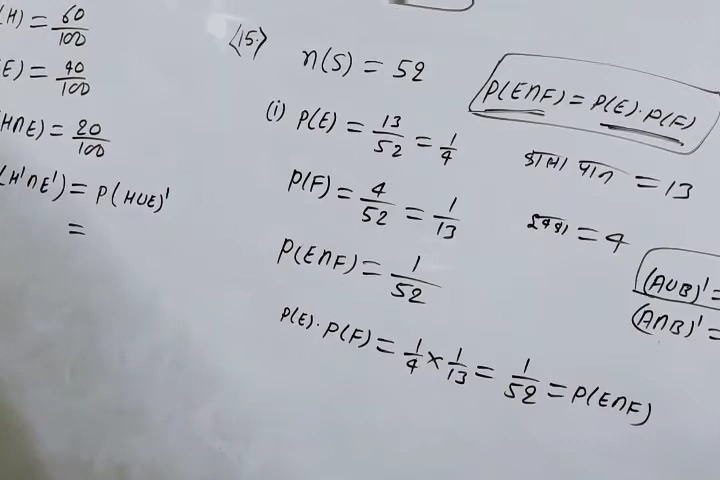 (H) = 60/100
E) = 40/100
H∩E) = 20/100
(H'∩E') = P(H∪E)'
=
<15.>
n(S) = 52
P(E∩F) = P(E)·P(F)
(i) P(E) = 13/52 = 1/4
P(F) = 4/52 = 1/13
P(E∩F) = 1/52
P(E)·P(F) = 1/4 × 1/13 = 1/52 = P(E∩F)
पान = 13
इक्का = 4
(A∪B)' =
(A∩B)' =